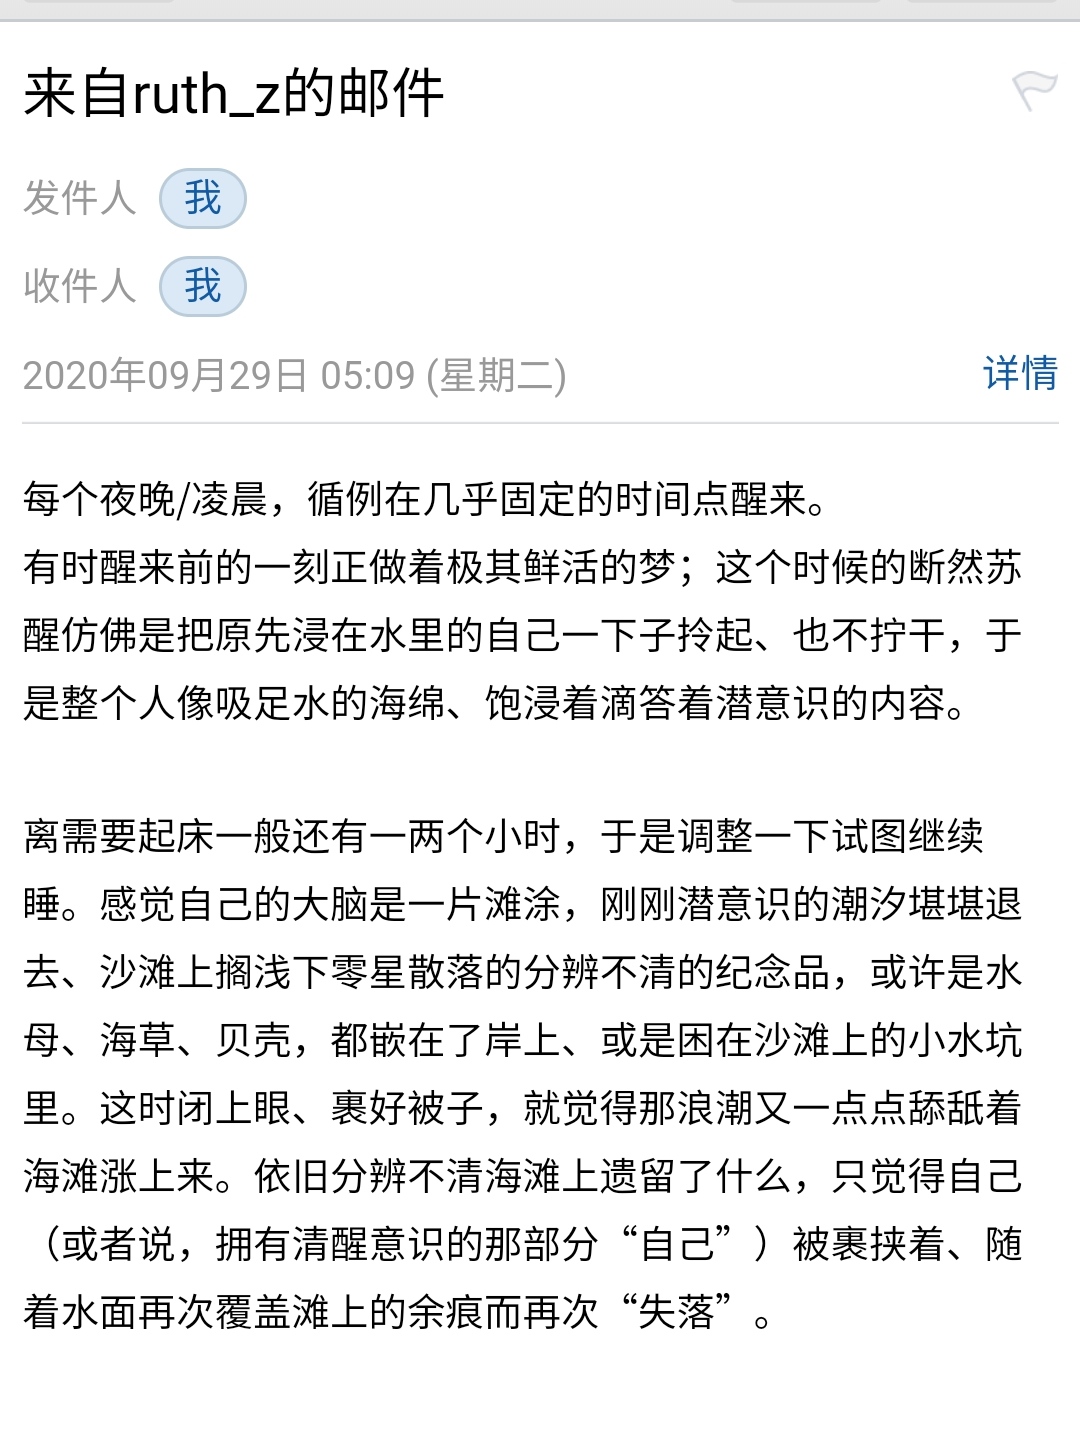 来自ruth_z的邮件
发件人 我
收件人 我
2020年09月29日 05:09 (星期二) 详情
每个夜晚/凌晨，循例在几乎固定的时间点醒来。
有时醒来前的一刻正做着极其鲜活的梦；这个时候的断然苏
醒仿佛是把原先浸在水里的自己一下子拎起、也不拧干，于
是整个人像吸足水的海绵、饱浸着滴答着潜意识的内容。
离需要起床一般还有一两个小时，于是调整一下试图继续
睡。感觉自己的大脑是一片滩涂，刚刚潜意识的潮汐堪堪退
去、沙滩上搁浅下零星散落的分辨不清的纪念品，或许是水
母、海草、贝壳，都嵌在了岸上、或是困在沙滩上的小水坑
里。这时闭上眼、裹好被子，就觉得那浪潮又一点点舔舐着
海滩涨上来。依旧分辨不清海滩上遗留了什么，只觉得自己
（或者说，拥有清醒意识的那部分“自己”）被裹挟着、随
着水面再次覆盖滩上的余痕而再次“失落”。